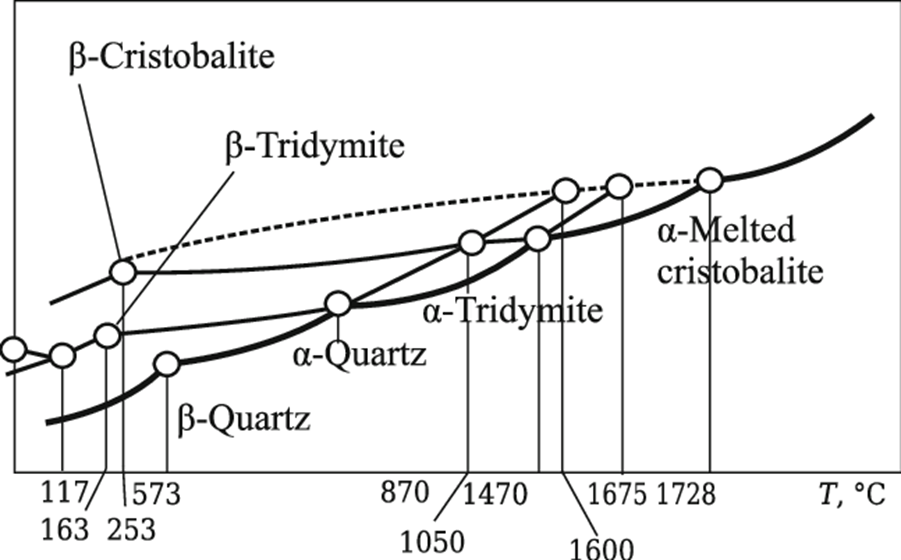 β-Cristobalite
β-Tridymite
α-Melted
cristobalite
α-Tridymite
α-Quartz
β-Quartz
117 573 870 1470 1675 1728 T, °C
163 253 1050 1600